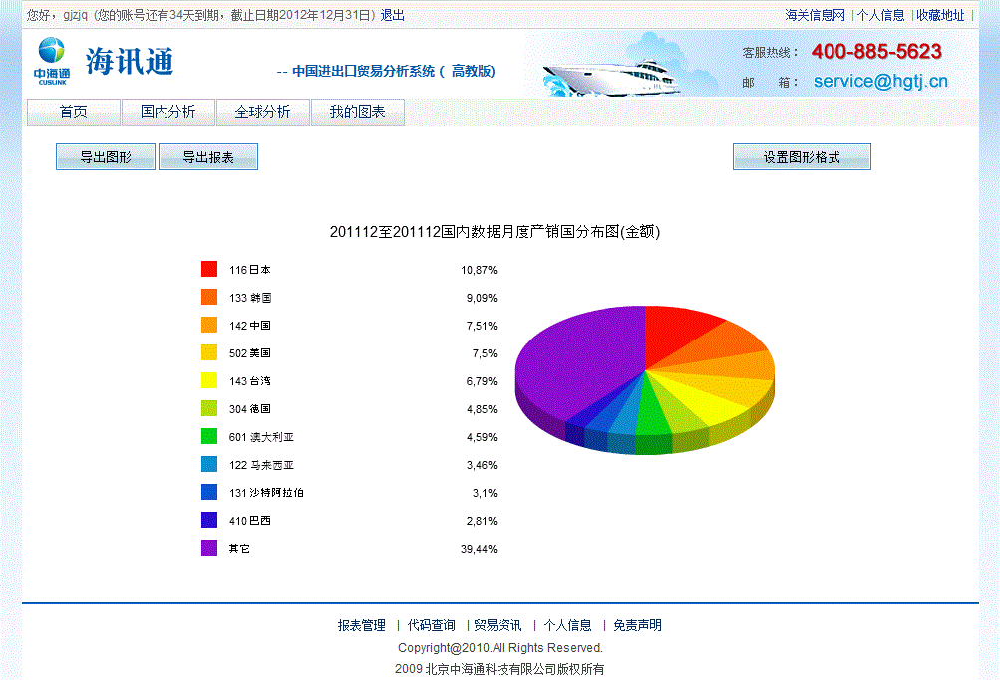 您好，gjzjq (您的账号还有34天到期，截止日期2012年12月31日) 退出 海关信息网 | 个人信息 | 收藏地址 |
中海通
CUSLINK
海讯通
-- 中国进出口贸易分析系统 ( 高教版)
客服热线： 400-885-5623
邮 箱： service@hgtj.cn
首页 国内分析 全球分析 我的图表
导出图形 导出报表 设置图形格式
201112至201112国内数据月度产销国分布图(金额)
116日本 10,87%
133 韩国 9,09%
142 中国 7,51%
502 美国 7,5%
143 台湾 6,79%
304 德国 4,85%
601 澳大利亚 4,59%
122 马来西亚 3,46%
131 沙特阿拉伯 3,1%
410 巴西 2,81%
其它 39,44%
报表管理 | 代码查询 | 贸易资讯 | 个人信息 | 免责声明
Copyright@2010.All Rights Reserved.
2009 北京中海通科技有限公司版权所有